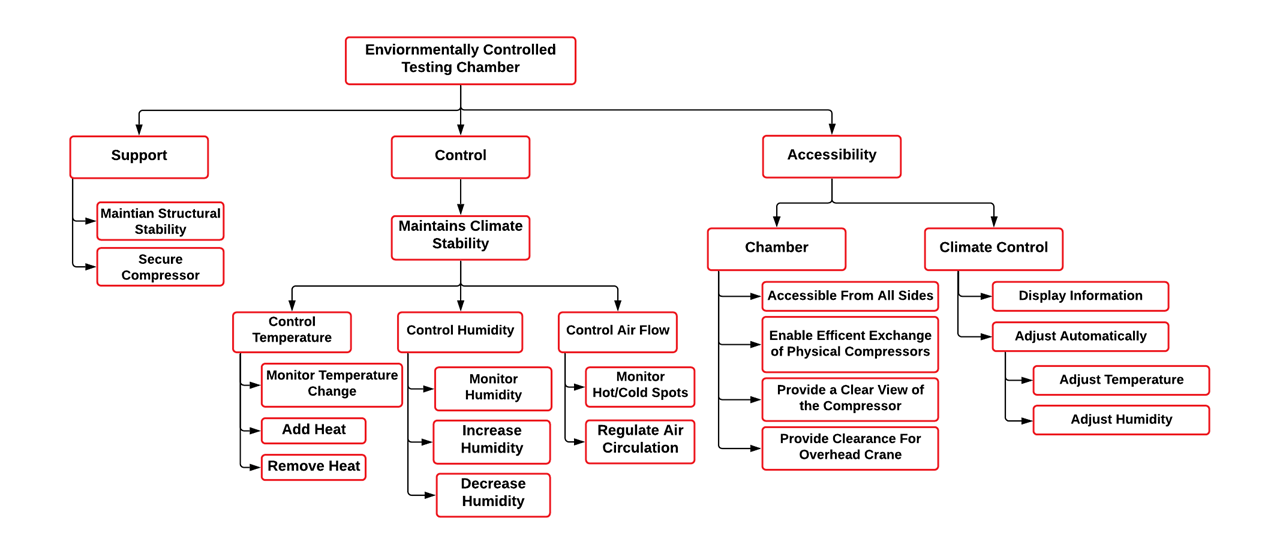 Enviornmentally Controlled
Testing Chamber
Support
Control
Accessibility
Maintian Structural
Stability
Secure
Compressor
Maintains Climate
Stability
Control
Temperature
Monitor Temperature
Change
Add Heat
Remove Heat
Control Humidity
Monitor
Humidity
Increase
Humidity
Decrease
Humidity
Control Air Flow
Monitor
Hot/Cold Spots
Regulate Air
Circulation
Chamber
Accessible From All Sides
Enable Efficent Exchange
of Physical Compressors
Provide a Clear View of
the Compressor
Provide Clearance For
Overhead Crane
Climate Control
Display Information
Adjust Automatically
Adjust Temperature
Adjust Humidity